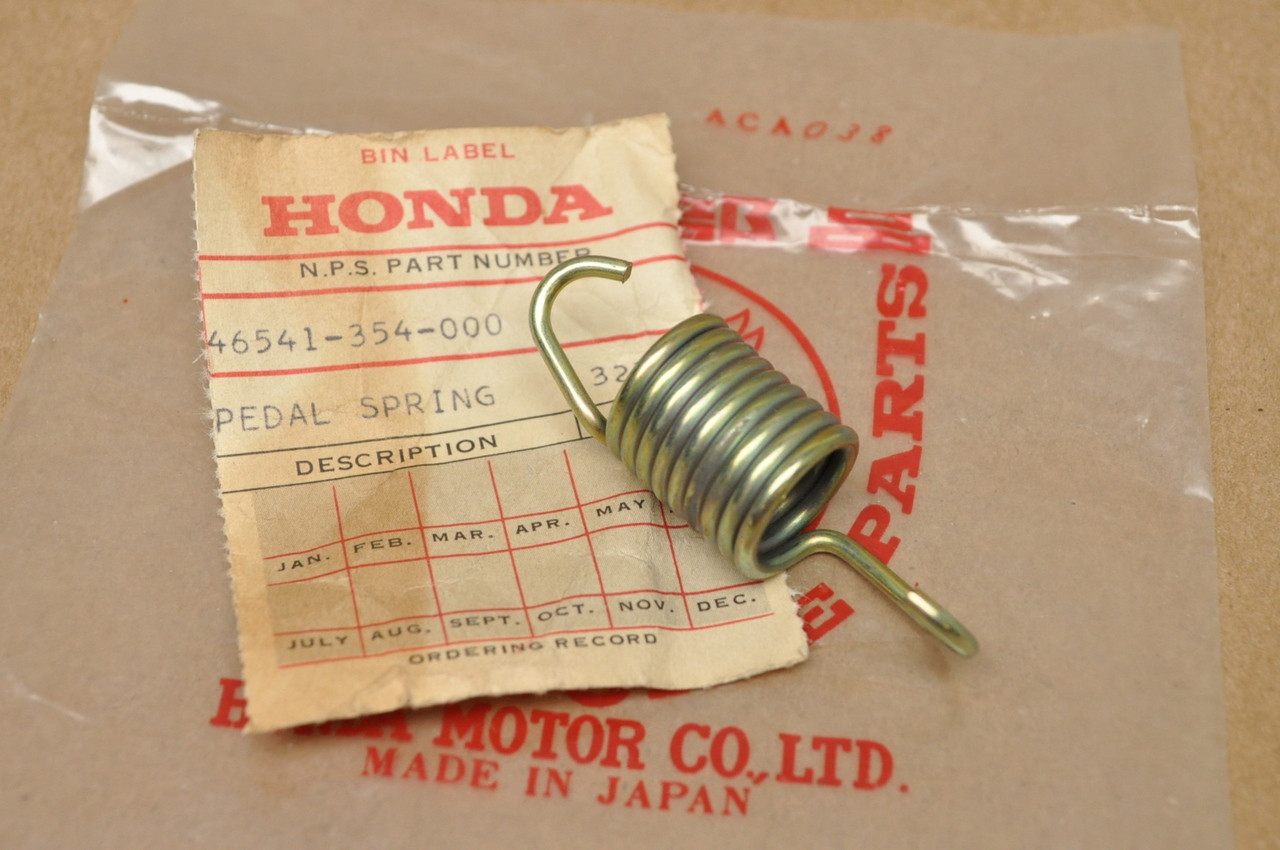 ACA038
BIN LABEL
HONDA
N.P.S. PART NUMBER
46541-354-000
PEDAL SPRING 32
DESCRIPTION
JAN. FEB. MAR. APR. MAY
JULY AUG. SEPT. OCT. NOV. DEC.
ORDERING RECORD
PARTS
MOTOR CO., LTD.
MADE IN JAPAN